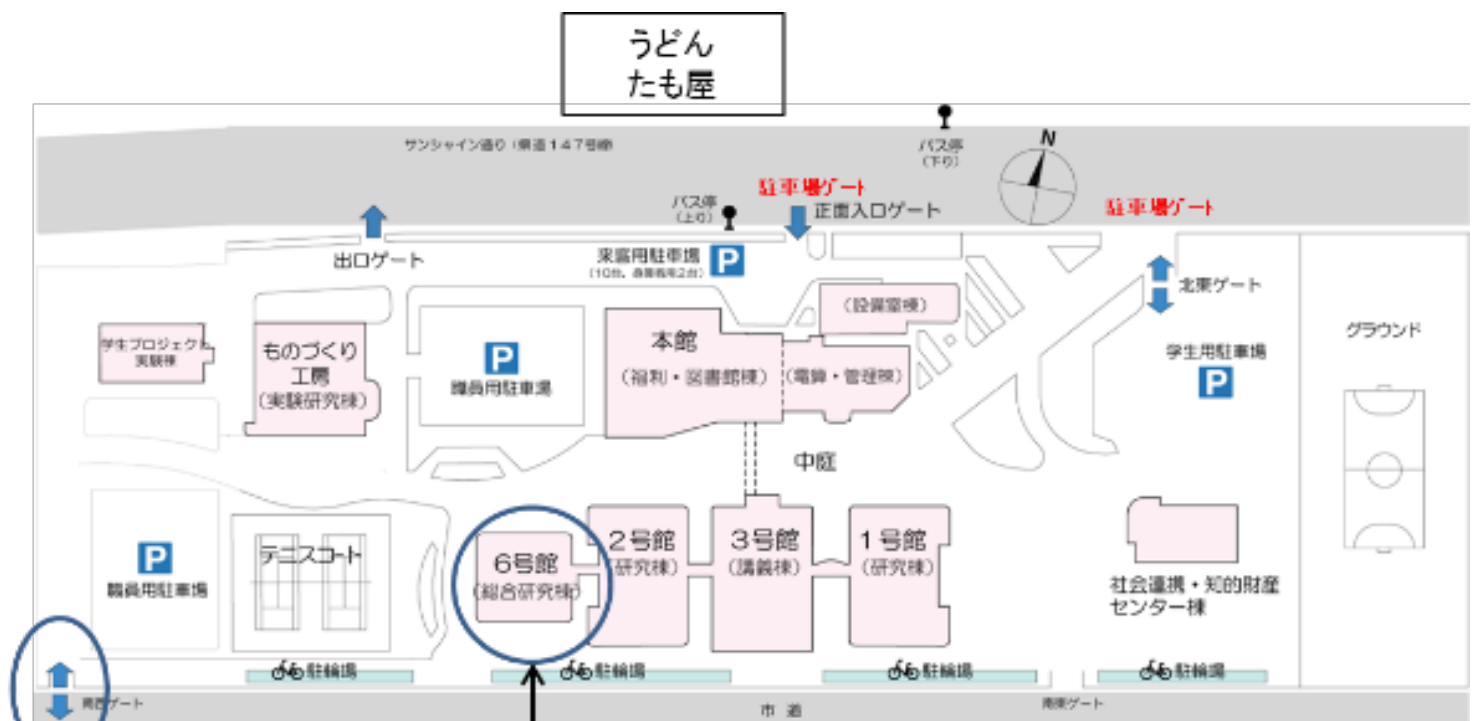 うどん
たも屋
サンシャイン通り（県道147号線）
バス停
（下り）
N
駐車場ゲート
バス停
（上り）
正面入口ゲート
駐車場ゲート
出口ゲート
来賓用駐車場
P
北東ゲート
（設備室棟）
グラウンド
学生プロジェクト
実験棟
ものづくり
工房
（実験研究棟）
P
職員用駐車場
本館
（福利・図書館棟）
（電算・管理棟）
学生用駐車場
P
中庭
P
職員用駐車場
テニスコート
6号館
（総合研究棟）
2号館
（研究棟）
3号館
（講義棟）
1号館
（研究棟）
社会連携・知的財産
センター棟
駐輪場
駐輪場
駐輪場
駐輪場
南西ゲート
市道
南東ゲート